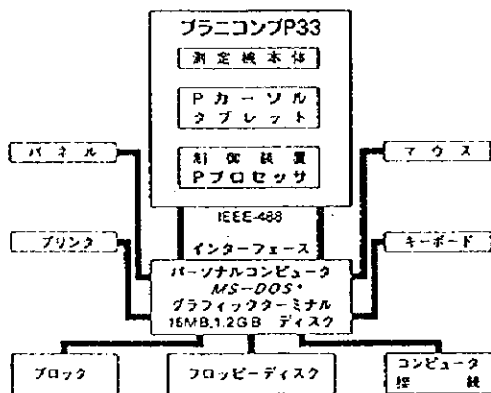 プラニコンプP33
測定機本体
Pカーソル
タブレット
制御装置
Pプロセッサ
パネル
マウス
IEEE-488
プリンタ
インターフェース
キーボード
パーソナルコンピュータ
MS-DOS*
グラフィックターミナル
16MB,1.2GB ディスク
ブロック
フロッピーディスク
コンピュータ
接続